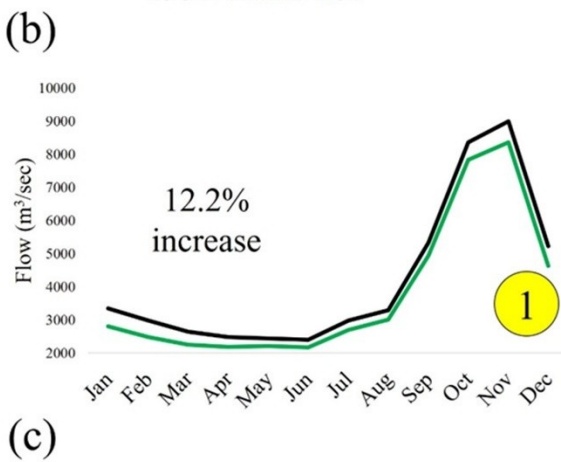 (b)
10000
9000
8000
7000
6000
5000
4000
3000
2000
Flow (m³/sec)
12.2%
increase
1
Jan Feb Mar Apr May Jun Jul Aug Sep Oct Nov Dec
(c)